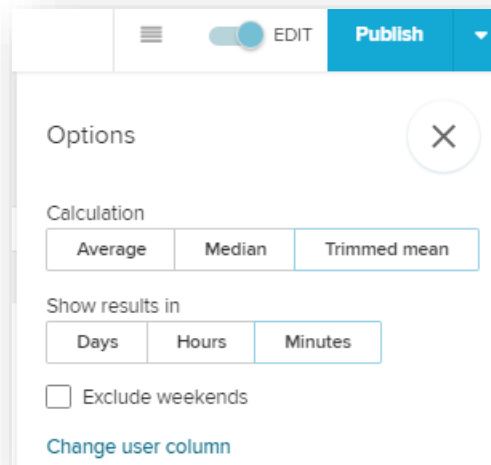 EDIT Publish
Options
Calculation
Average Median Trimmed mean
Show results in
Days Hours Minutes
Exclude weekends
Change user column